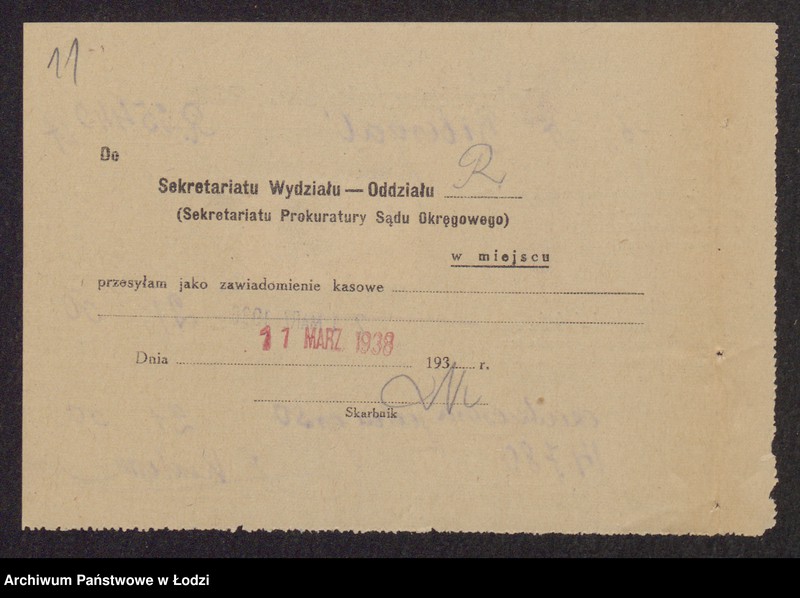 11
Do
Sekretariatu Wydziału — Oddziału R.
(Sekretariatu Prokuratury Sądu Okręgowego)
w miejscu
przesyłam jako zawiadomienie kasowe
11 MARZ. 1938
Dnia 193 r.
Skarbnik
Archiwum Państwowe w Łodzi